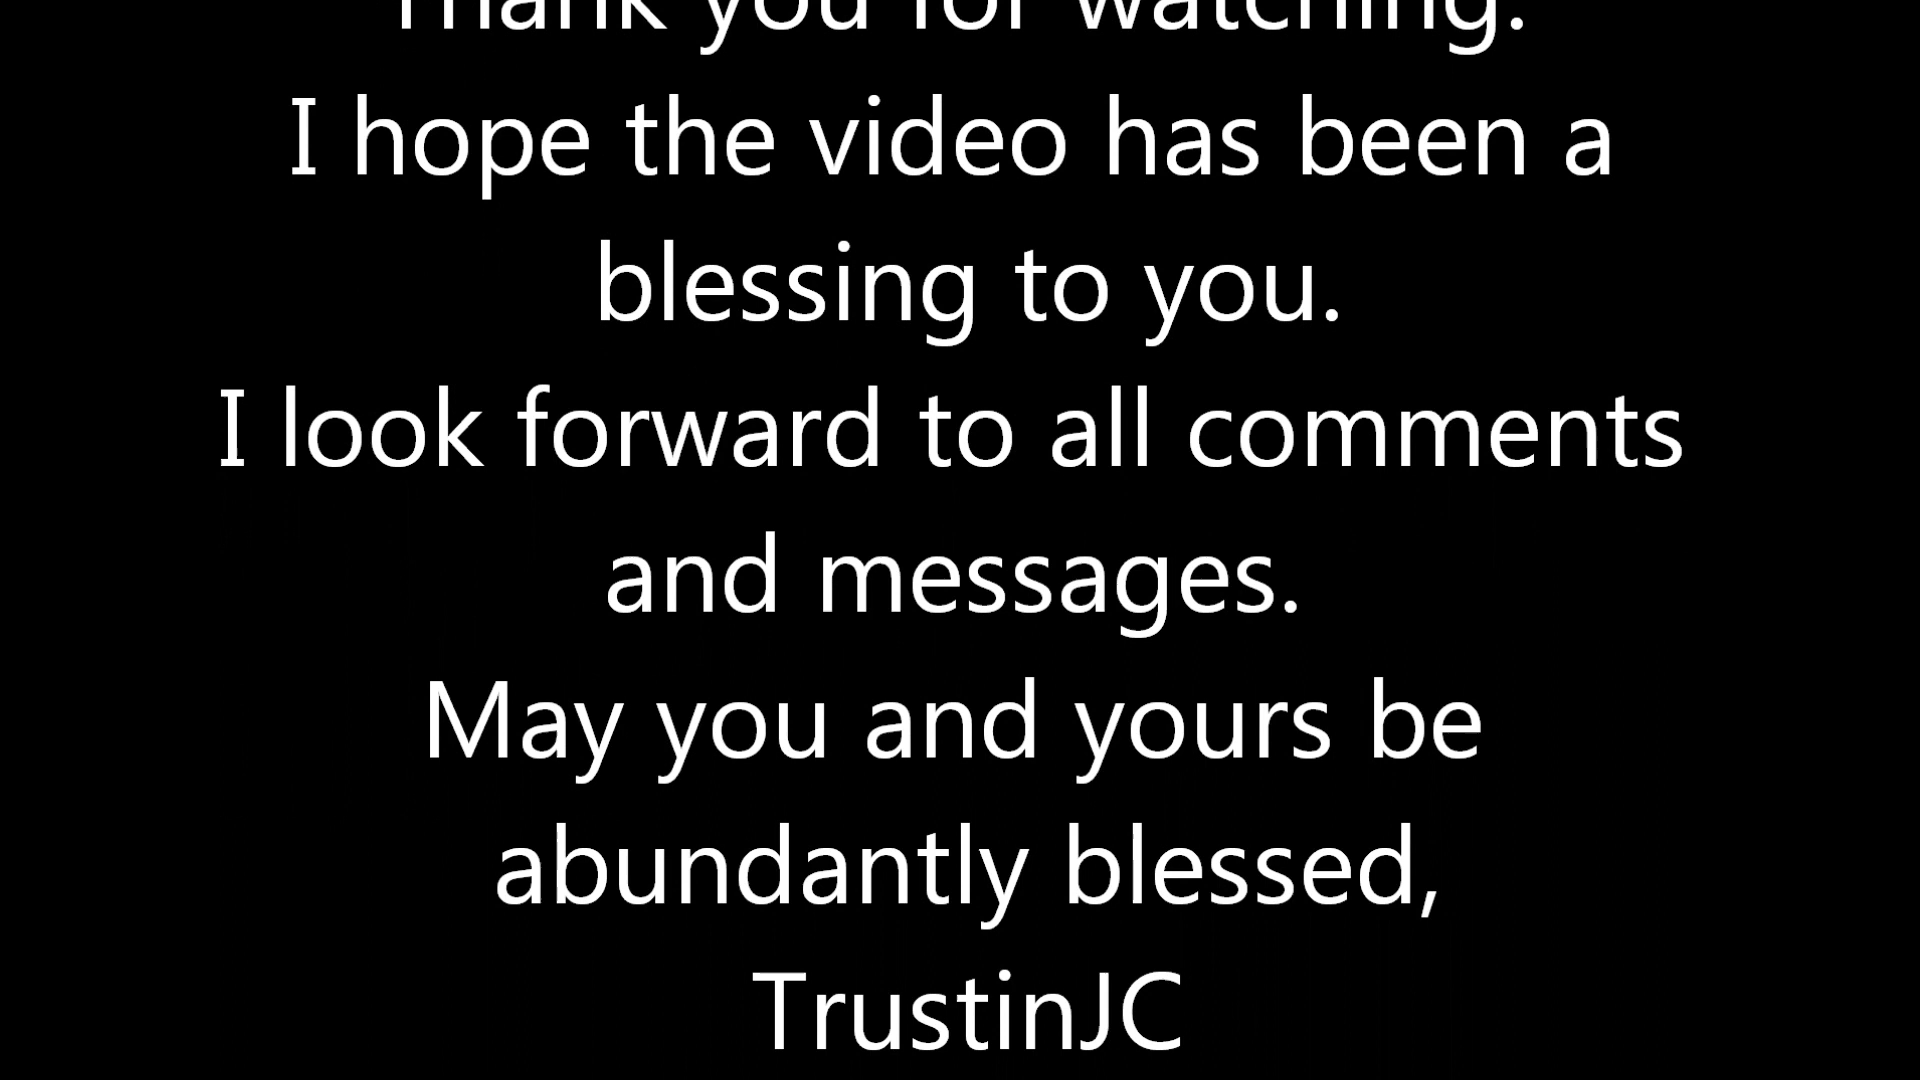 Thank you for watching.
I hope the video has been a
blessing to you.
I look forward to all comments
and messages.
May you and yours be
abundantly blessed,
TrustinJC